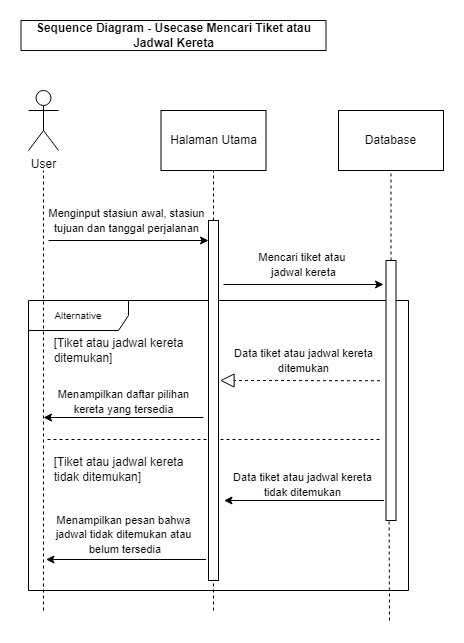 Sequence Diagram - Usecase Mencari Tiket atau
Jadwal Kereta
User
Halaman Utama
Database
Menginput stasiun awal, stasiun
tujuan dan tanggal perjalanan
Mencari tiket atau
jadwal kereta
Alternative
[Tiket atau jadwal kereta
ditemukan]
Data tiket atau jadwal kereta
ditemukan
Menampilkan daftar pilihan
kereta yang tersedia
[Tiket atau jadwal kereta
tidak ditemukan]
Data tiket atau jadwal kereta
tidak ditemukan
Menampilkan pesan bahwa
jadwal tidak ditemukan atau
belum tersedia